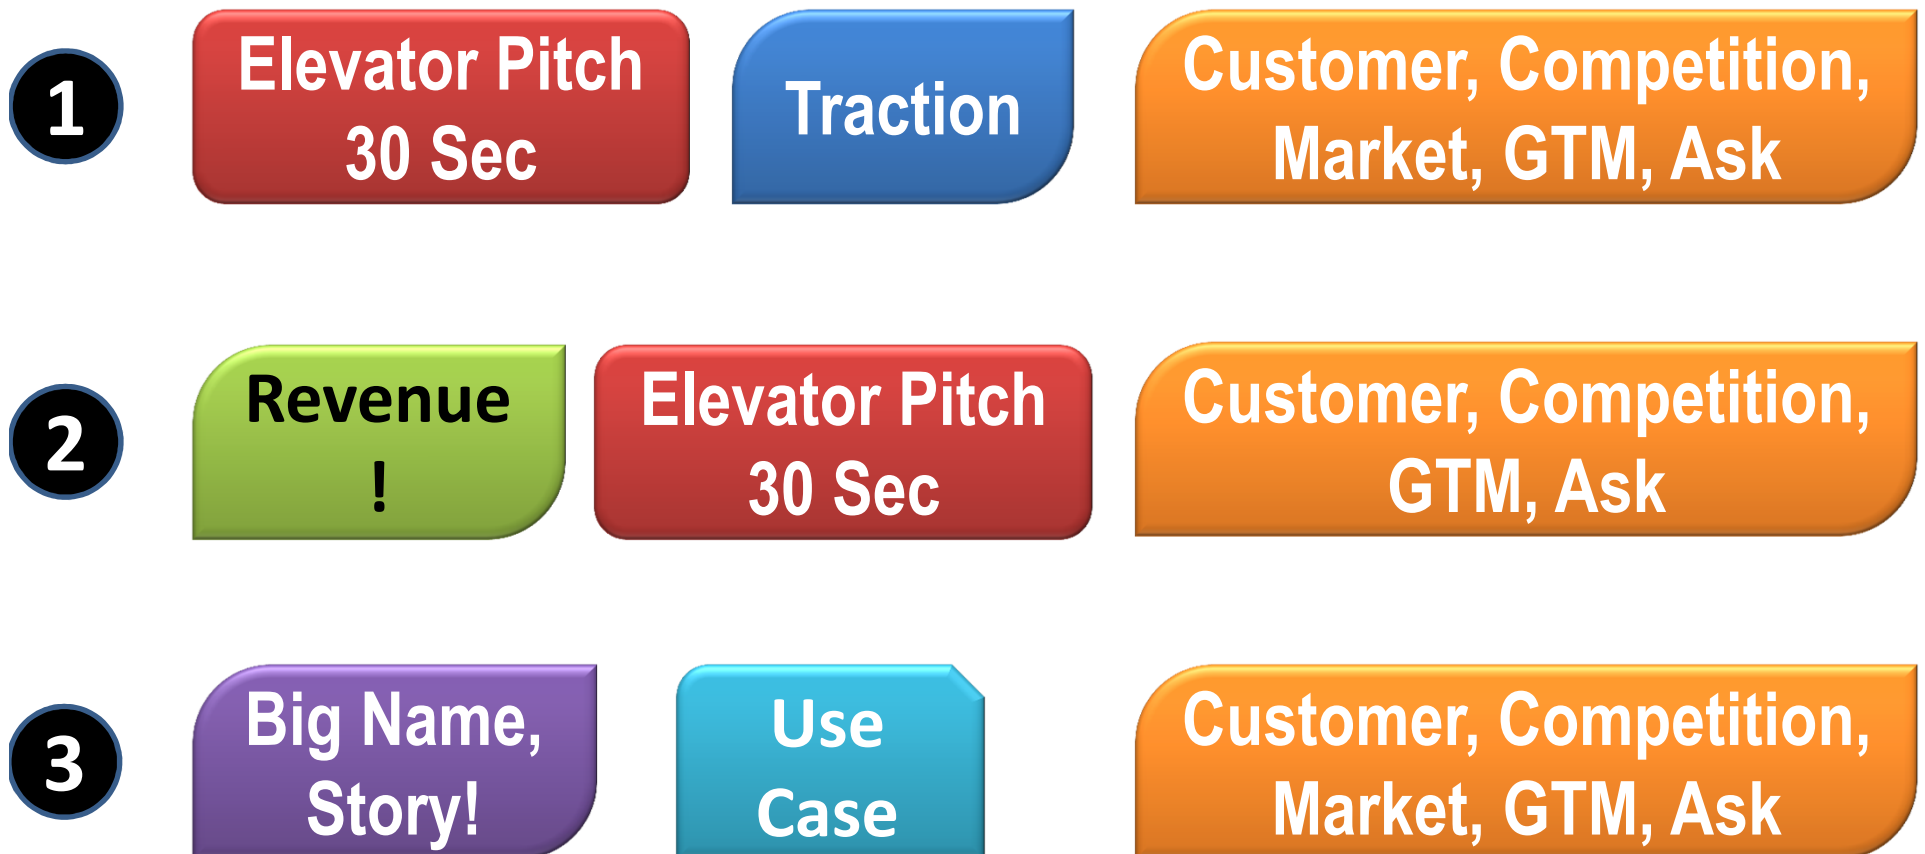 1
Elevator Pitch
30 Sec
Traction
Customer, Competition,
Market, GTM, Ask
2
Revenue
!
Elevator Pitch
30 Sec
Customer, Competition,
GTM, Ask
3
Big Name,
Story!
Use
Case
Customer, Competition,
Market, GTM, Ask